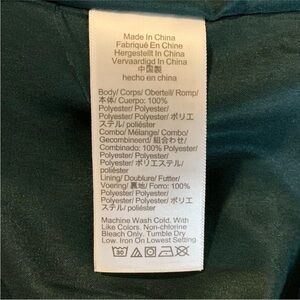 Made In China
Fabriqué En Chine
Hergestellt In China
Vervaardigd In China
中国製
hecho en china
Body/ Corps/ Oberteil/ Romp/
本体/ Cuerpo: 100%
Polyester/ Polyester/
Polyester/ Polyester/ ポリエ
ステル/ poliéster
Combo/ Mélange/ Combo/
Gecombineerd/ 組合わせ/
Combinado: 100% Polyester/
Polyester/ Polyester/
Polyester/ ポリエステル/
poliéster
Lining/ Doublure/ Futter/
Voering/ 裏地/ Forro: 100%
Polyester/ Polyester/
Polyester/ Polyester/ ポリエ
ステル/ poliéster
Machine Wash Cold. With
Like Colors. Non-chlorine
Bleach Only. Tumble Dry
Low. Iron On Lowest Setting
30